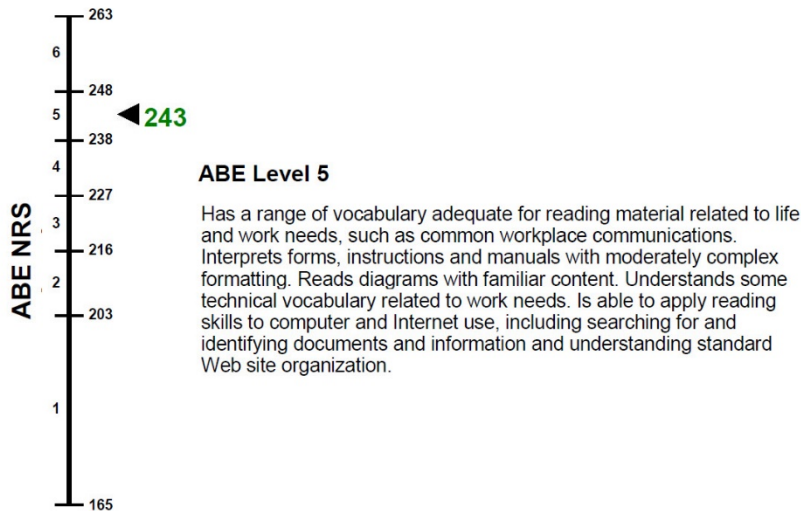 263
6
248
5
243
238
4
ABE Level 5
227
Has a range of vocabulary adequate for reading material related to life
and work needs, such as common workplace communications.
3
Interprets forms, instructions and manuals with moderately complex
216
formatting. Reads diagrams with familiar content. Understands some
2
technical vocabulary related to work needs. Is able to apply reading
203
skills to computer and Internet use, including searching for and
identifying documents and information and understanding standard
Web site organization.
1
165
ABE NRS